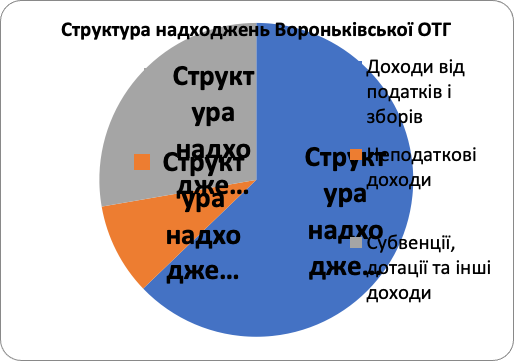 Структура надходжень Вороньківської ОТГ
Структ
ура
надхо
дже...
Структ
ура
надхо
дже...
Структ
ура
надхо
дже...
Доходи від
податків і
зборів
Неподаткові
доходи
Субвенції,
дотації та інші
доходи